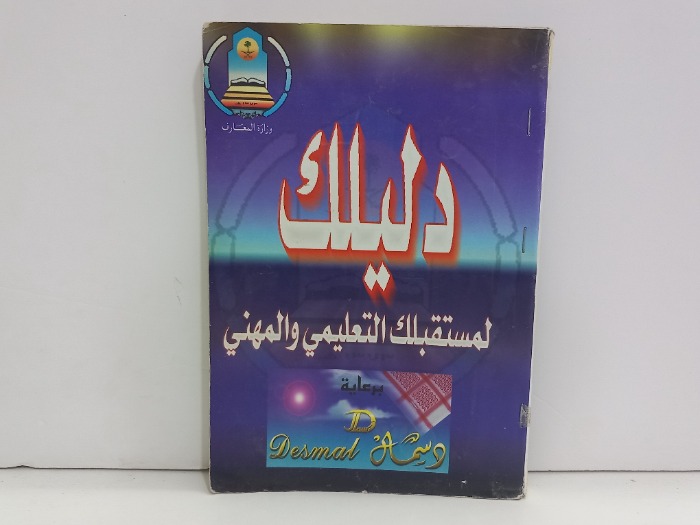 وزارة المعارف
دليلك
لمستقبلك التعليمي والمهني
برعاية
D
Desmal دسمال